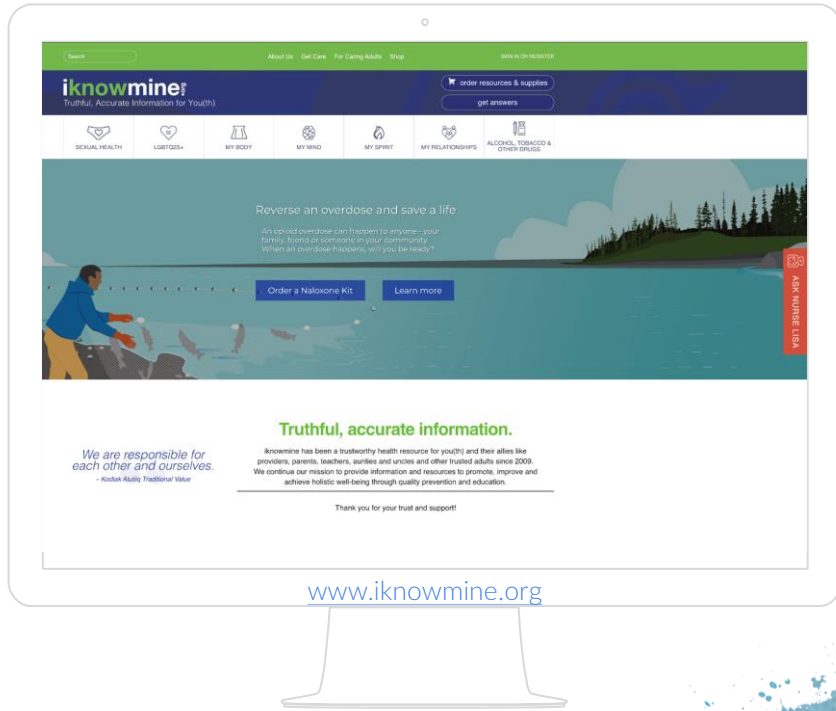 Search
About Us Get Care For Caring Adults Shop
SIGN IN OR REGISTER
iknowmine.org
Truthful, Accurate Information for You(th)
order resources & supplies
get answers
SEXUAL HEALTH
LGBTQ2S+
MY BODY
MY MIND
MY SPIRIT
MY RELATIONSHIPS
ALCOHOL, TOBACCO &
OTHER DRUGS
Reverse an overdose and save a life
An opioid overdose can happen to anyone - your
family, friend or someone in your community.
When an overdose happens, will you be ready?
Order a Naloxone Kit
Learn more
ASK NURSE LISA
We are responsible for
each other and ourselves.
– Kodiak Alutiiq Traditional Value
Truthful, accurate information.
iknowmine has been a trustworthy health resource for you(th) and their allies like
providers, parents, teachers, aunties and uncles and other trusted adults since 2009.
We continue our mission to provide information and resources to promote, improve and
achieve holistic well-being through quality prevention and education.
Thank you for your trust and support!
www.iknowmine.org